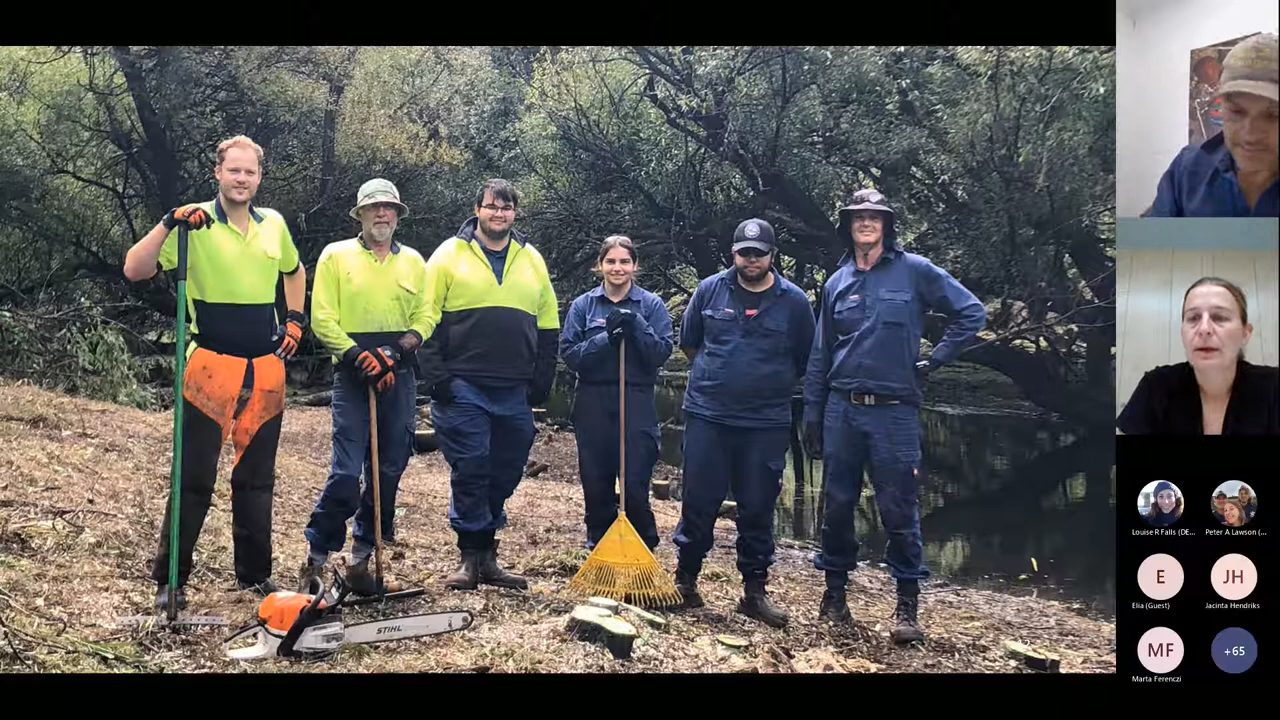 STIHL
Louise R Falls (DE...
Peter A Lawson (...
E
JH
Elia (Guest)
Jacinta Hendriks
MF
+65
Marta Ferenczi